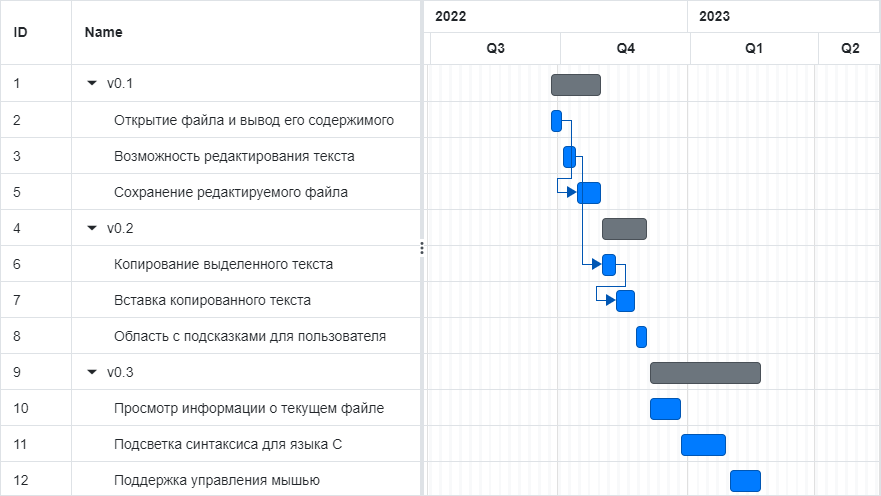 2022 2023
ID Name
Q3 Q4 Q1 Q2
1 v0.1
2 Открытие файла и вывод его содержимого
3 Возможность редактирования текста
5 Сохранение редактируемого файла
4 v0.2
6 Копирование выделенного текста
7 Вставка копированного текста
8 Область с подсказками для пользователя
9 v0.3
10 Просмотр информации о текущем файле
11 Подсветка синтаксиса для языка C
12 Поддержка управления мышью